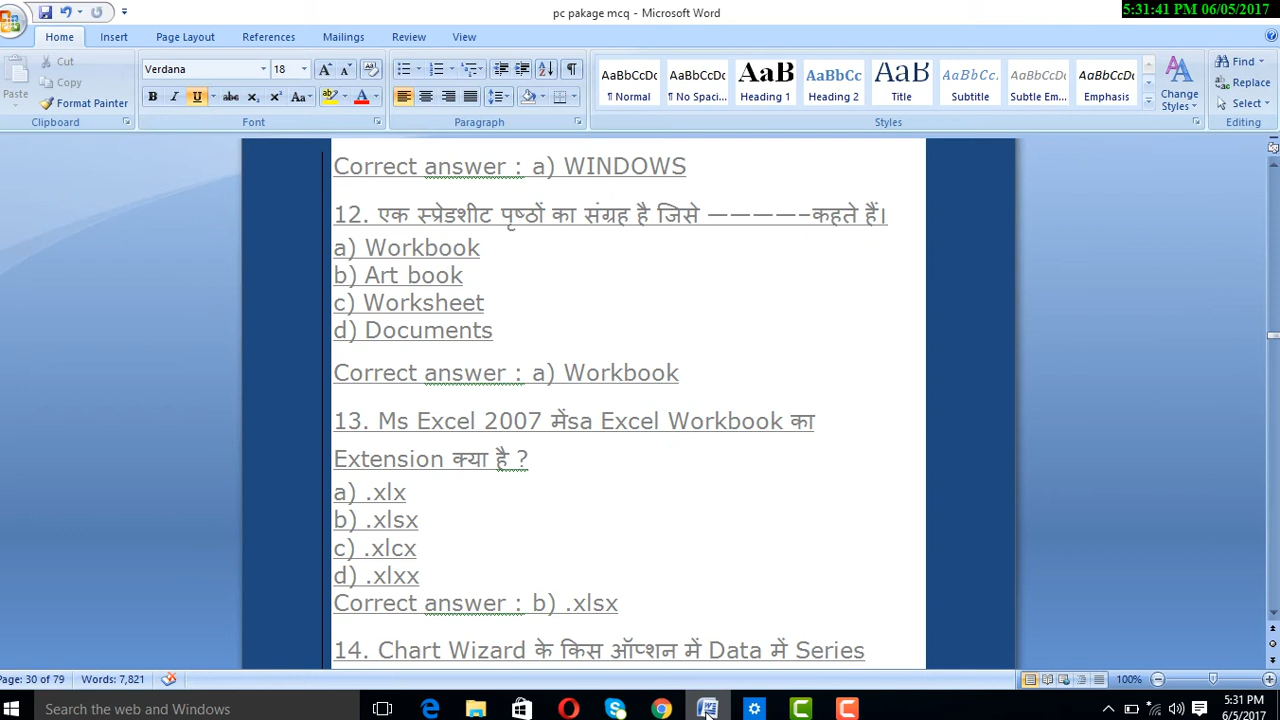 pc pakage mcq - Microsoft Word
5:31:41 PM 06/05/2017
Home Insert Page Layout References Mailings Review View
Paste Cut Copy Format Painter
Clipboard
Verdana 18
Font
Paragraph
AaBbCcDc AaBbCcDc AaB AaBbCc AaB AaBbCc AaBbCcDc AaBbCcDc
¶ Normal ¶ No Spaci... Heading 1 Heading 2 Title Subtitle Subtle Em... Emphasis
Change Styles
Styles
Find
Replace
Select
Editing
Correct answer : a) WINDOWS
12. एक स्प्रेडशीट पृष्ठों का संग्रह है जिसे —————–कहते हैं।
a) Workbook
b) Art book
c) Worksheet
d) Documents
Correct answer : a) Workbook
13. Ms Excel 2007 मेंsa Excel Workbook का
Extension क्या है ?
a) .xlx
b) .xlsx
c) .xlcx
d) .xlxx
Correct answer : b) .xlsx
14. Chart Wizard के किस ऑप्शन में Data में Series
Page: 30 of 79 Words: 7,821 100%
Search the web and Windows
5:31 PM
6/5/2017